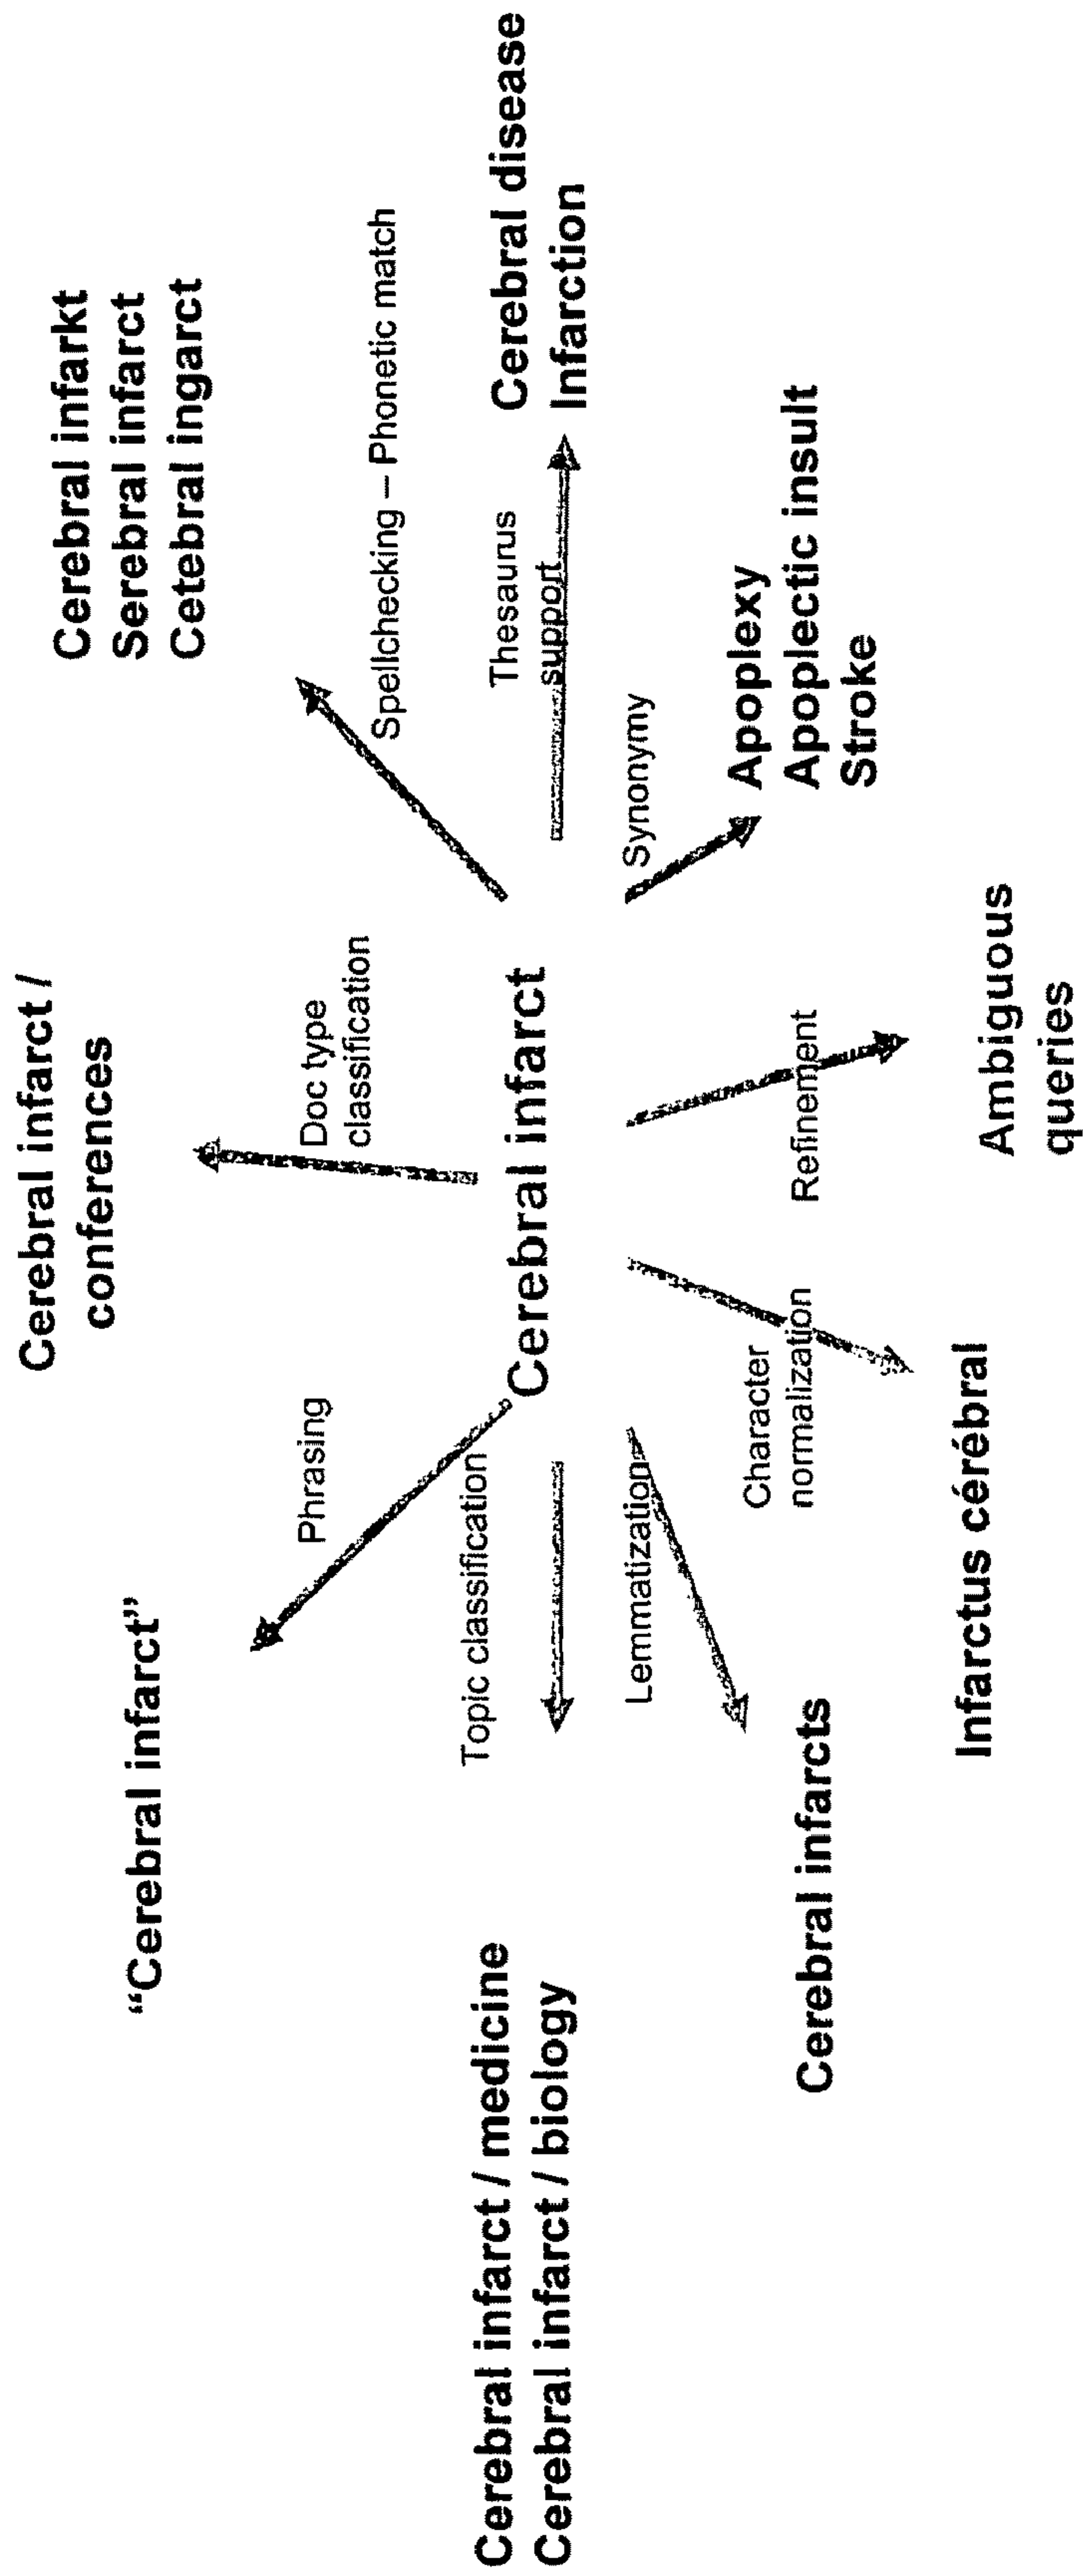 Cerebral infarct /
conferences
“Cerebral infarct”
Cerebral infarkt
Serebral infarct
Cetebral ingarct
Phrasing
Doc type
classification
Spellchecking – Phonetic match
Cerebral infarct / medicine
Cerebral infarct / biology
Topic classification
Cerebral infarct
Thesaurus
support
Cerebral disease
Infarction
Lemmatization
Synonymy
Cerebral infarcts
Character
normalization
Refinement
Apoplexy
Apoplectic insult
Stroke
Infarctus cérébral
Ambiguous
queries